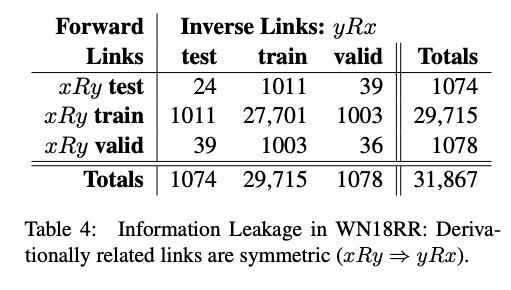 Forward Inverse Links: yRx
Links test train valid Totals
xRy test 24 1011 39 1074
xRy train 1011 27,701 1003 29,715
xRy valid 39 1003 36 1078
Totals 1074 29,715 1078 31,867
Table 4: Information Leakage in WN18RR: Deriva-
tionally related links are symmetric (xRy ⇒ yRx).